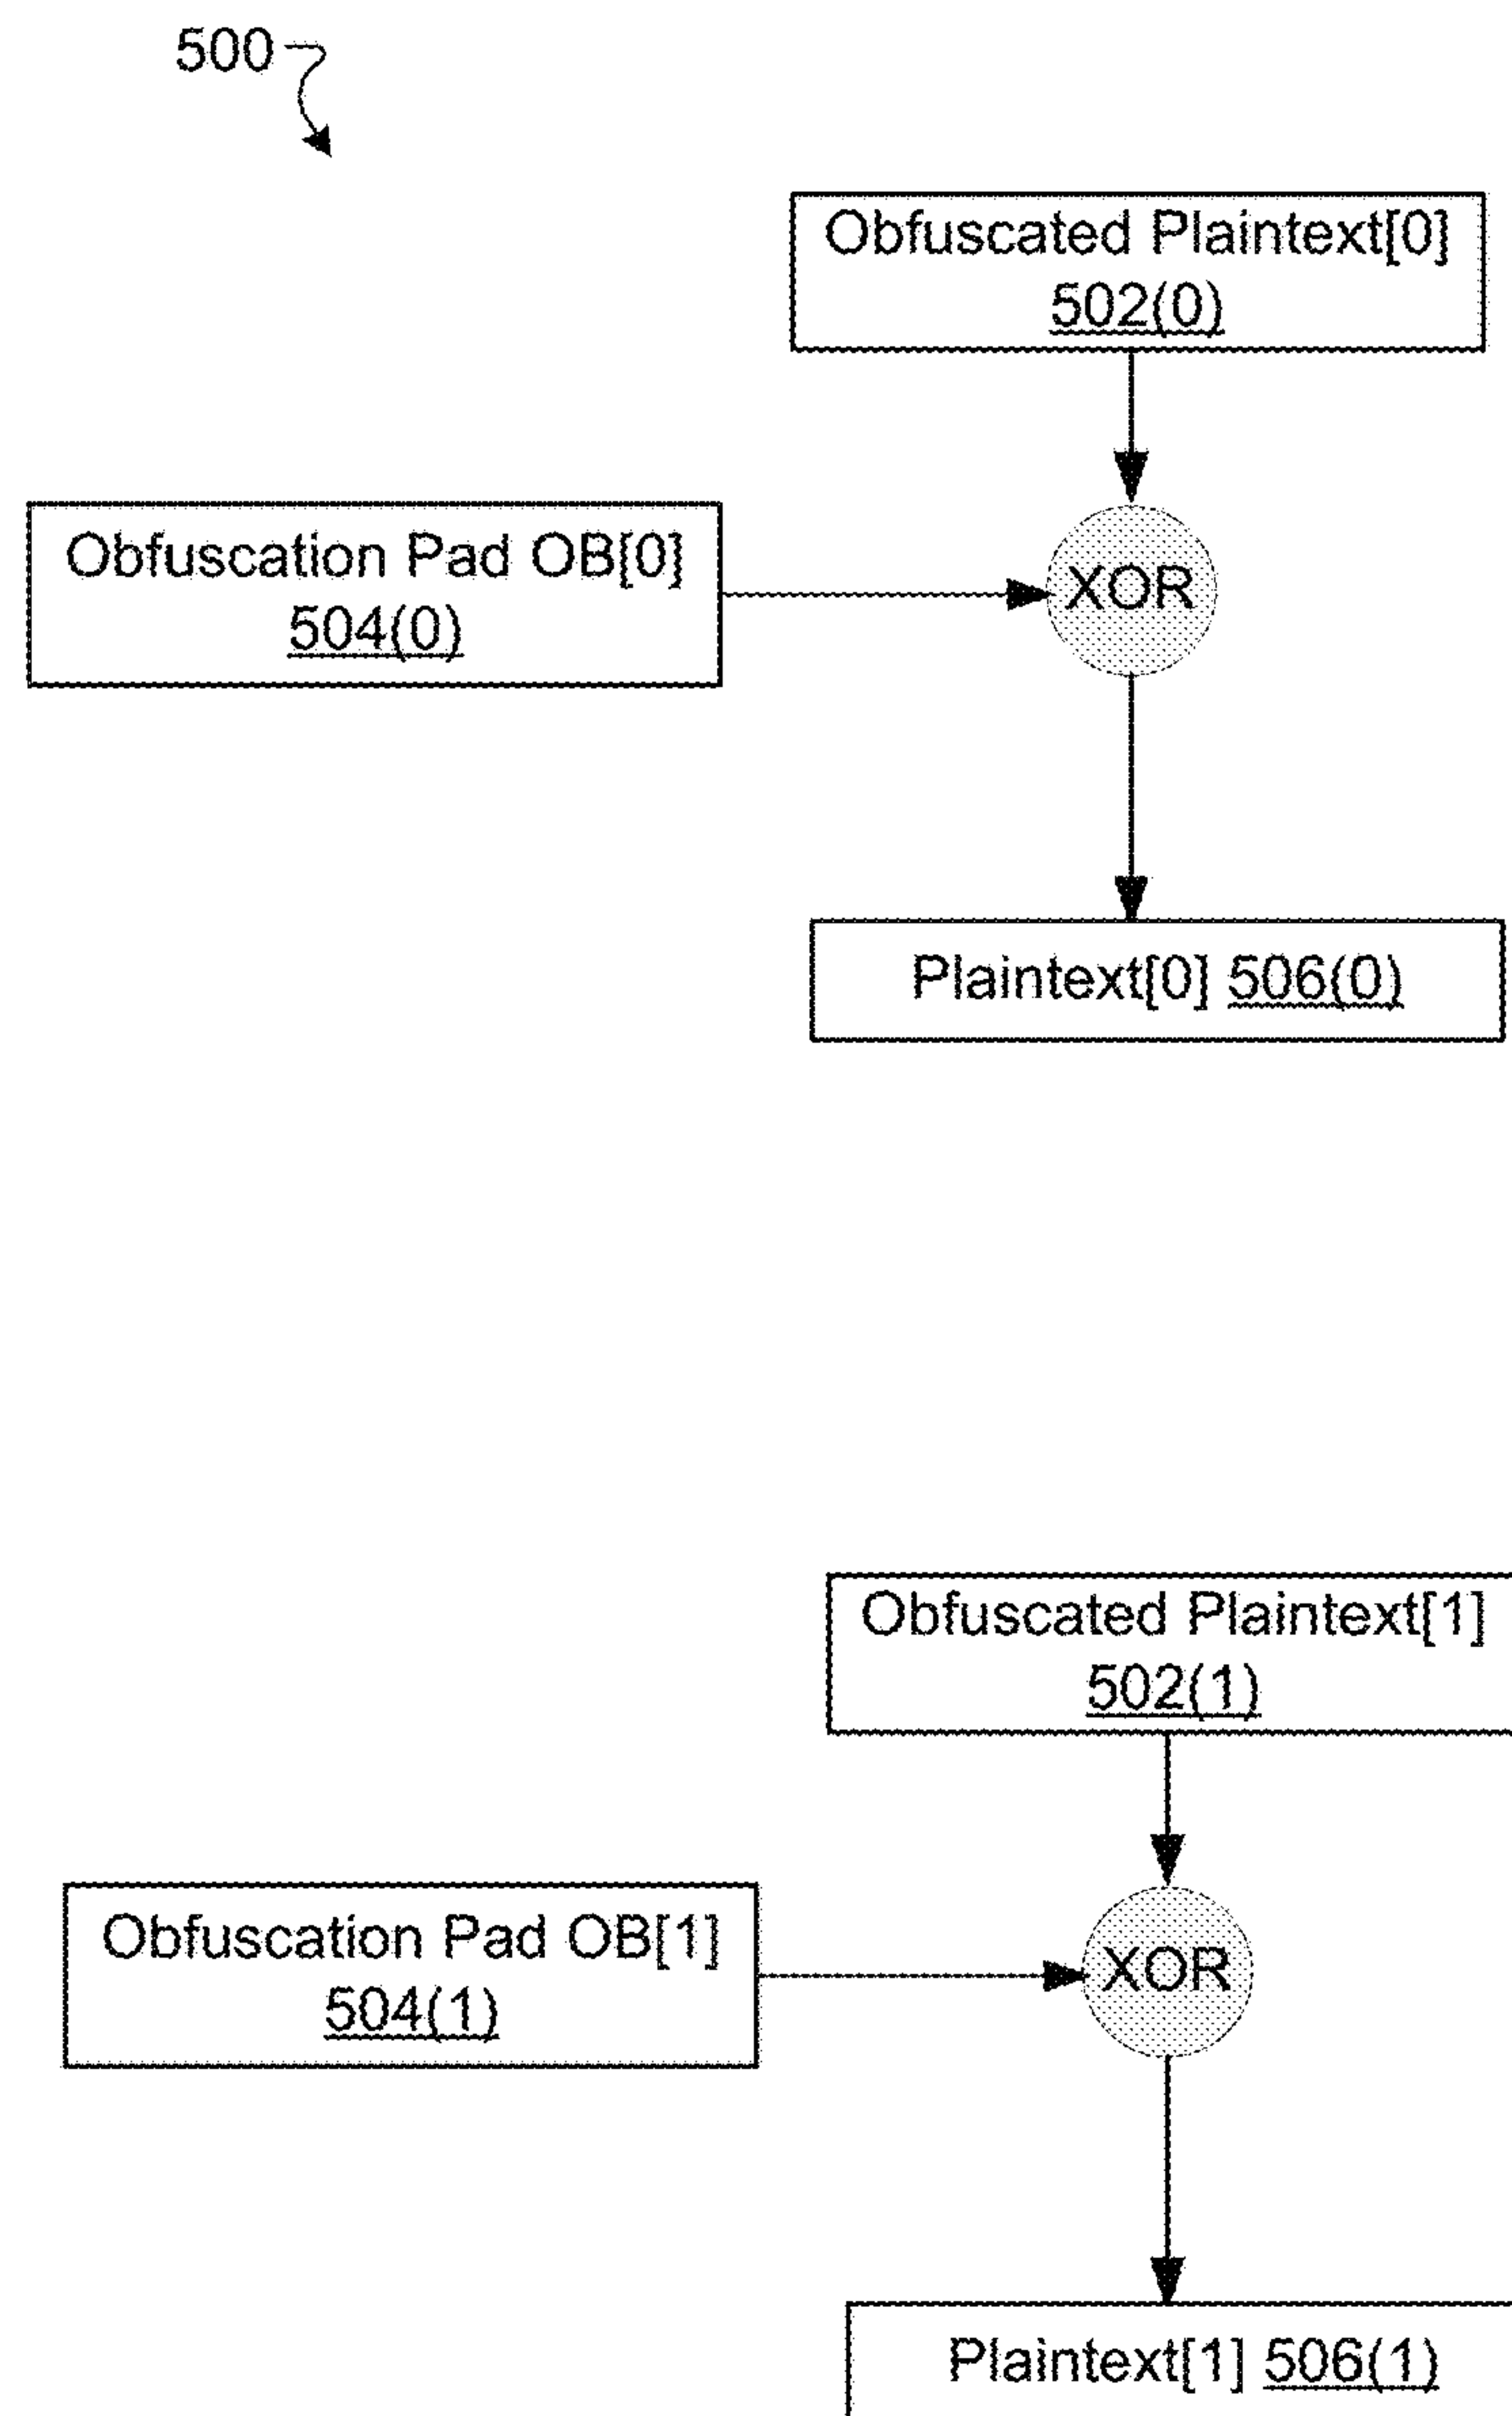 500
Obfuscated Plaintext[0]
502(0)
Obfuscation Pad OB[0]
504(0)
XOR
Plaintext[0] 506(0)
Obfuscated Plaintext[1]
502(1)
Obfuscation Pad OB[1]
504(1)
XOR
Plaintext[1] 506(1)